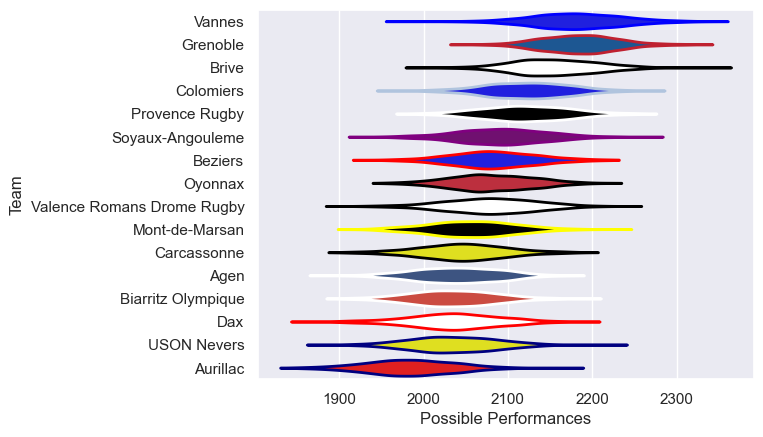 Vannes
Grenoble
Brive
Colomiers
Provence Rugby
Soyaux-Angouleme
Beziers
Oyonnax
Valence Romans Drome Rugby
Mont-de-Marsan
Carcassonne
Agen
Biarritz Olympique
Dax
USON Nevers
Aurillac
Team
1900 2000 2100 2200 2300
Possible Performances